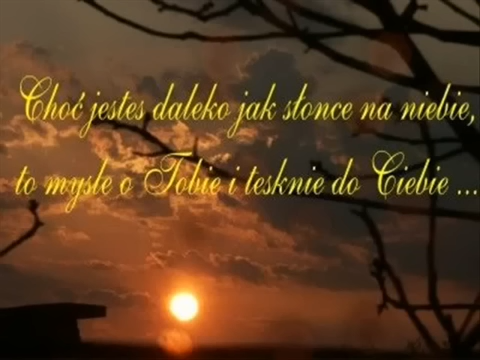 Choć jestes daleko jak słonce na niebie,
to mysle o Tobie i tesknie do Ciebie ...